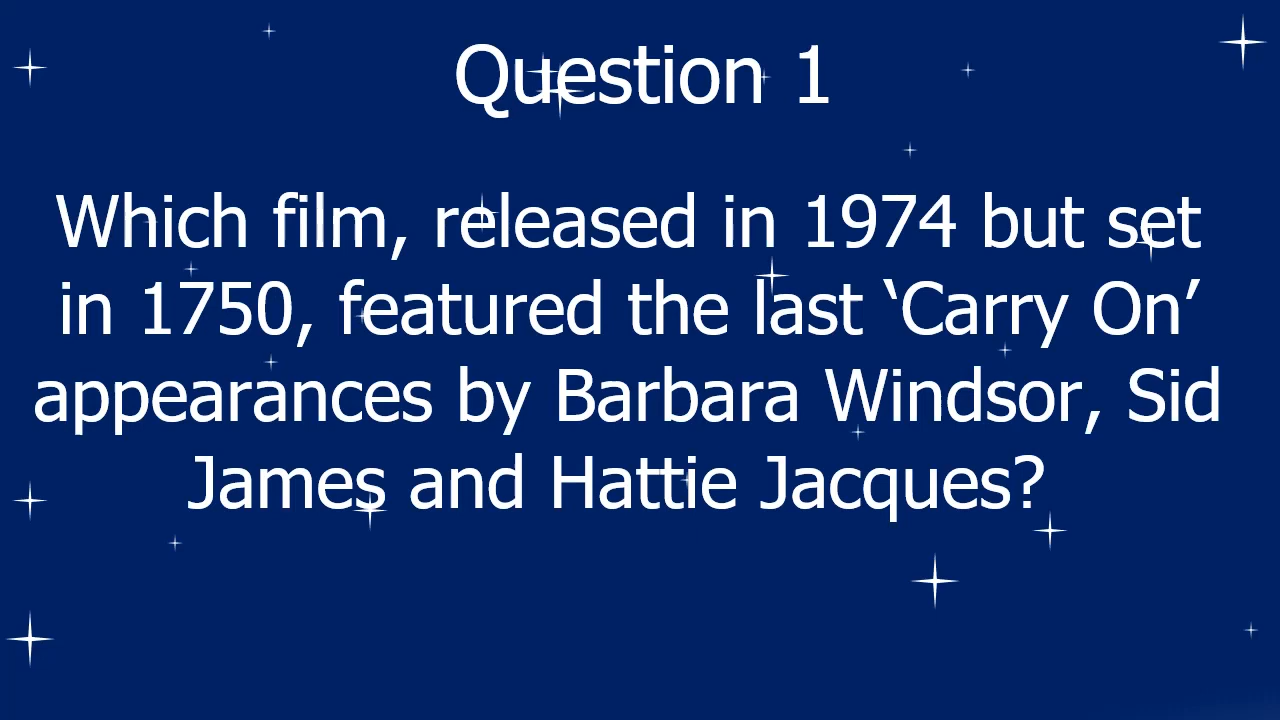 Question 1
Which film, released in 1974 but set
in 1750, featured the last ‘Carry On’
appearances by Barbara Windsor, Sid
James and Hattie Jacques?